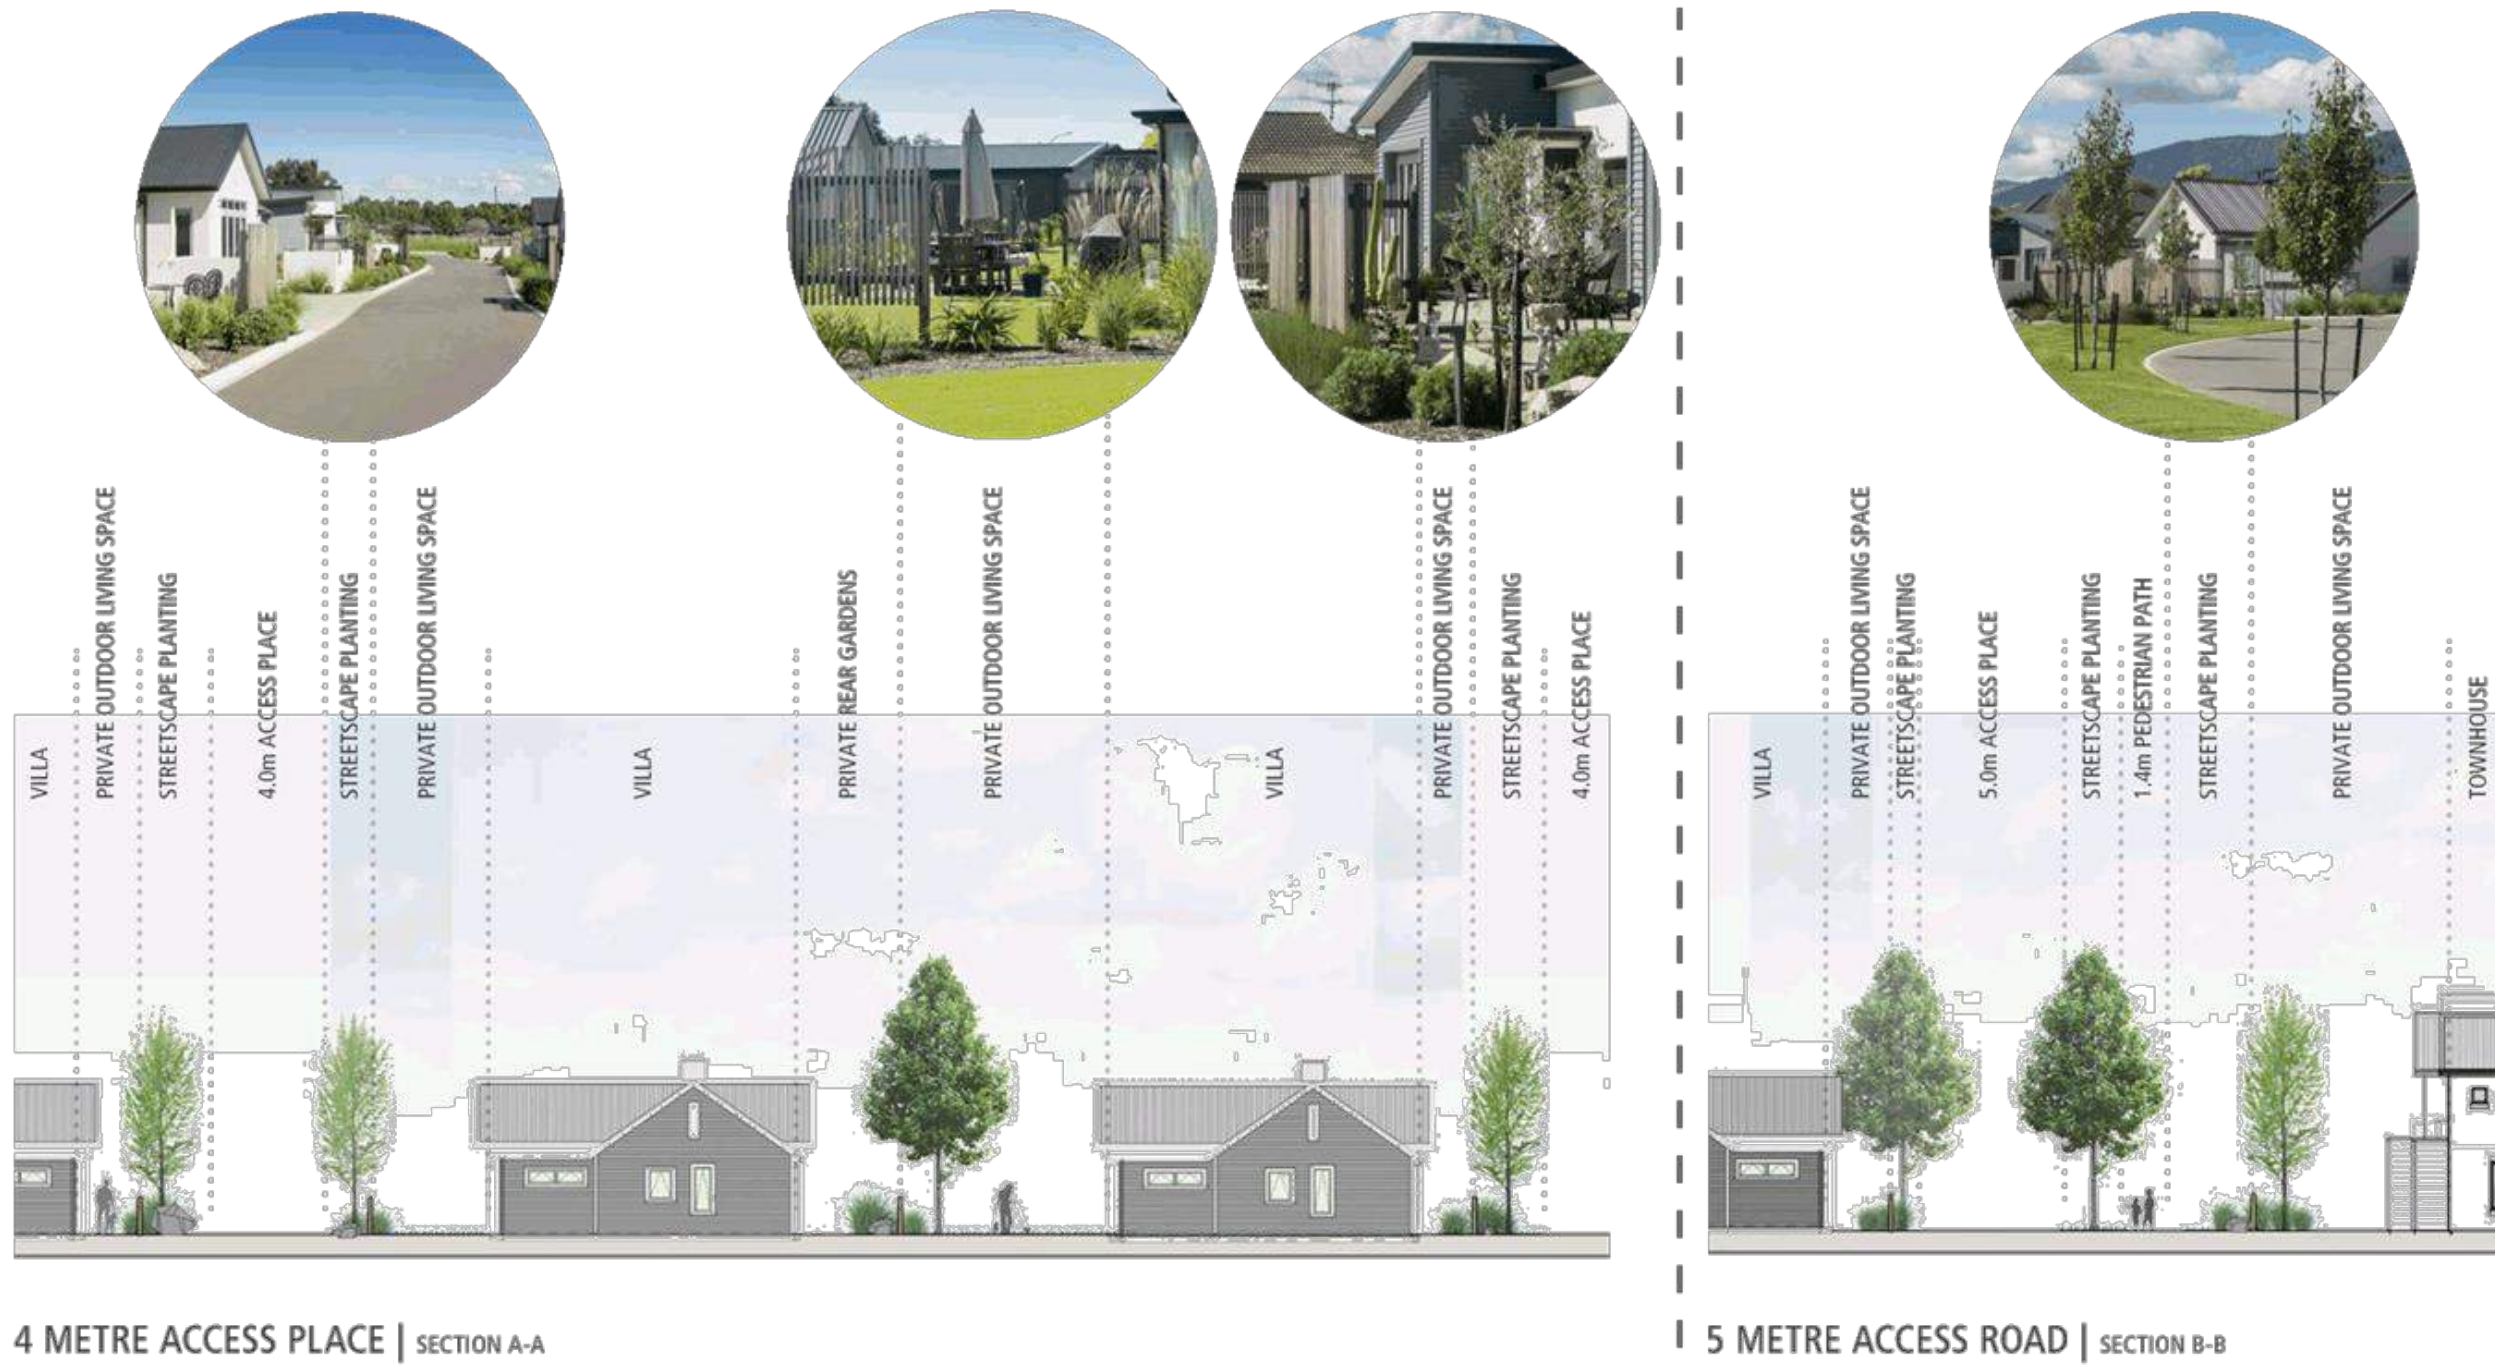 VILLA
PRIVATE OUTDOOR LIVING SPACE
STREETSCAPE PLANTING
4.0m ACCESS PLACE
STREETSCAPE PLANTING
PRIVATE OUTDOOR LIVING SPACE
VILLA
PRIVATE REAR GARDENS
PRIVATE OUTDOOR LIVING SPACE
VILLA
PRIVATE OUTDOOR LIVING SPACE
STREETSCAPE PLANTING
4.0m ACCESS PLACE
4 METRE ACCESS PLACE | SECTION A-A
VILLA
PRIVATE OUTDOOR LIVING SPACE
STREETSCAPE PLANTING
5.0m ACCESS PLACE
STREETSCAPE PLANTING
1.4m PEDESTRIAN PATH
STREETSCAPE PLANTING
PRIVATE OUTDOOR LIVING SPACE
TOWNHOUSE
5 METRE ACCESS ROAD | SECTION B-B